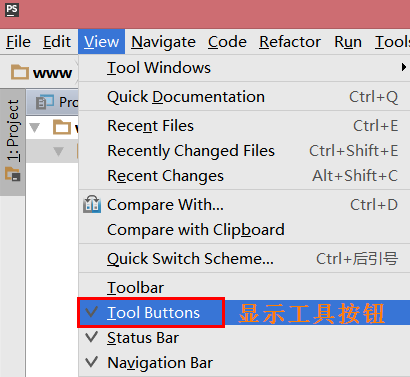 PS
File Edit View Navigate Code Refactor Run Tools
www
Tool Windows
1: Project
Pro
Quick Documentation Ctrl+Q
Recent Files Ctrl+E
Recently Changed Files Ctrl+Shift+E
Recent Changes Alt+Shift+C
Compare With... Ctrl+D
Compare with Clipboard
Quick Switch Scheme... Ctrl+后引号
Toolbar
Tool Buttons 显示工具按钮
Status Bar
Navigation Bar